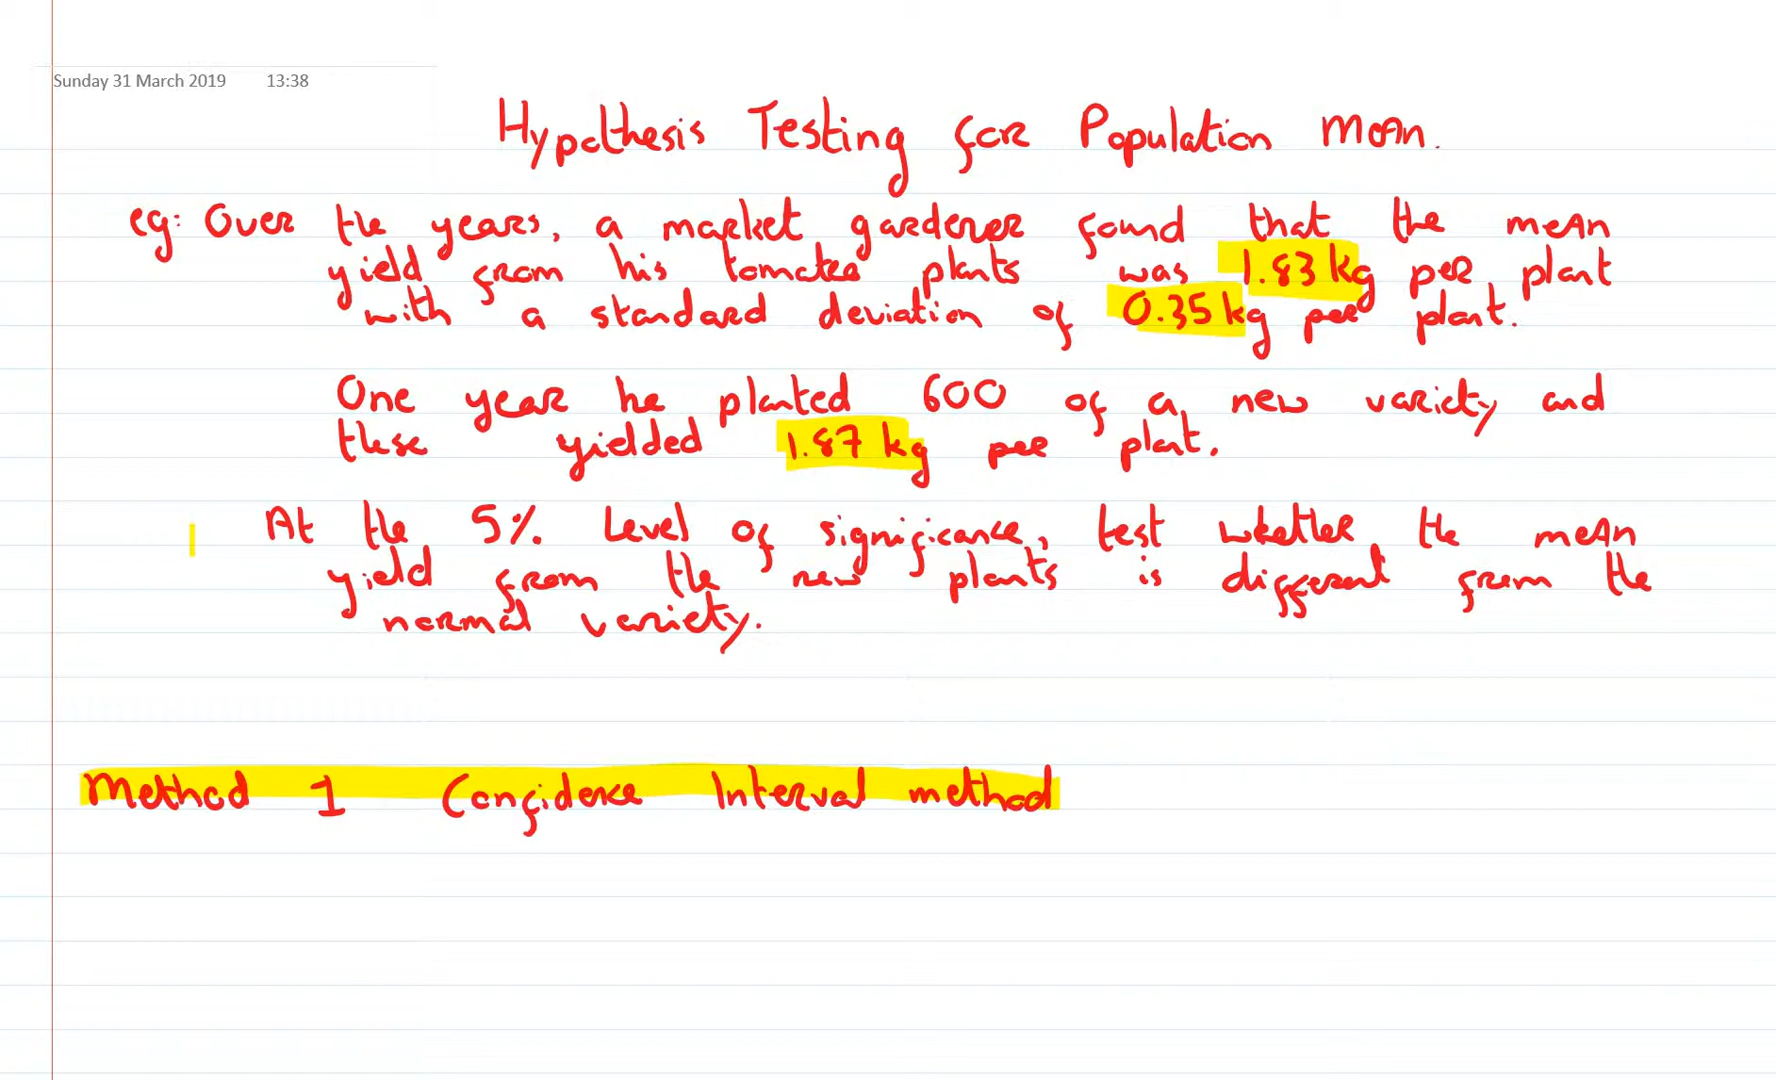 Sunday 31 March 2019 13:38
Hypothesis Testing for Population Mean.
eg: Over the years, a market gardener found that the mean
yield from his tomatoe plants was 1.83 kg per plant
with a standard deviation of 0.35 kg per plant.
One year he planted 600 of a new variety and
these yielded 1.87 kg per plant.
At the 5% level of significance, test whether the mean
yield from the new plants is different from the
normal variety.
Method 1 Confidence Interval method